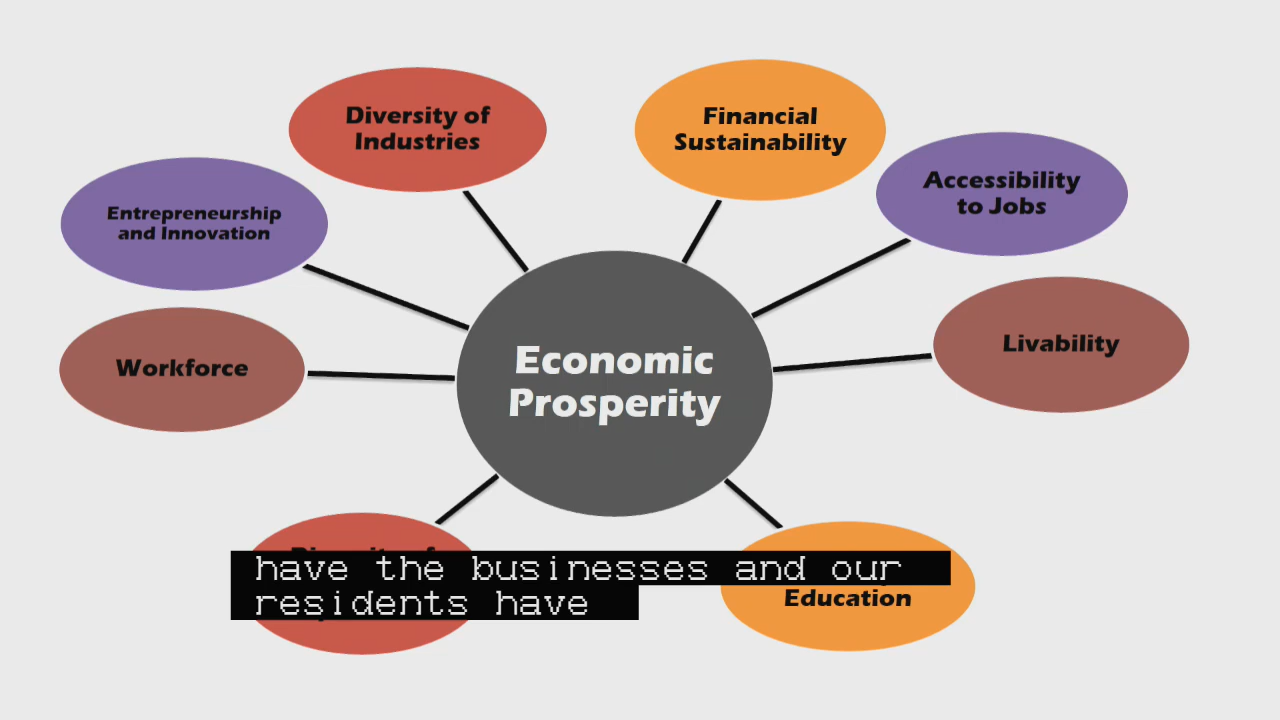 Diversity of
Industries
Financial
Sustainability
Accessibility
to Jobs
Entrepreneurship
and Innovation
Livability
Workforce
Economic
Prosperity
have the businesses and our
residents have
Education